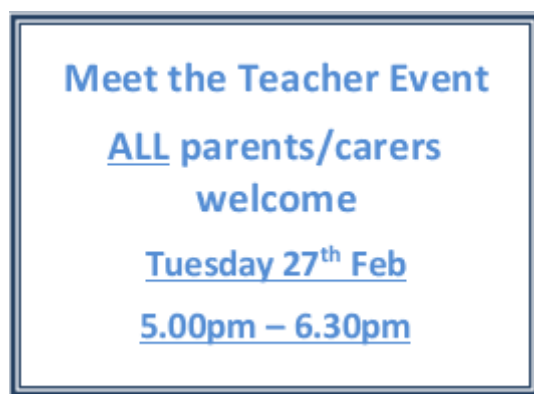 Meet the Teacher Event
ALL parents/carers
welcome
Tuesday 27th Feb
5.00pm – 6.30pm